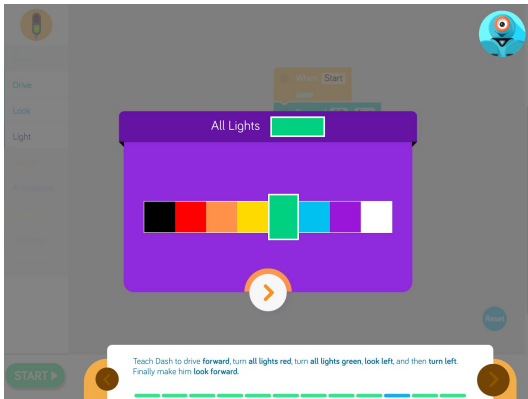 When Start
Drive
Look
Light
All Lights
Reset
Teach Dash to drive forward, turn all lights red, turn all lights green, look left, and then turn left.
Finally make him look forward.
START